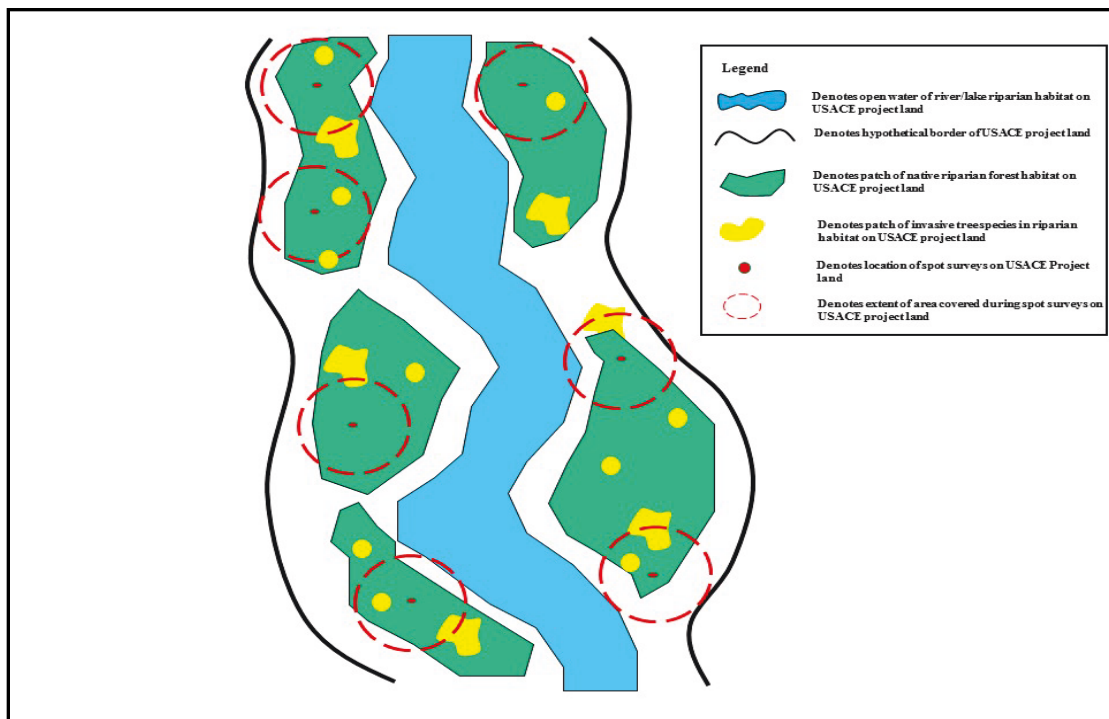 Legend
Denotes open water of river/lake riparian habitat on
USACE project land
Denotes hypothetical border of USACE project land
Denotes patch of native riparian forest habitat on
USACE project land
Denotes patch of invasive tree species in riparian
habitat on USACE project land
Denotes location of spot surveys on USACE Project
land
Denotes extent of area covered during spot surveys on
USACE project land